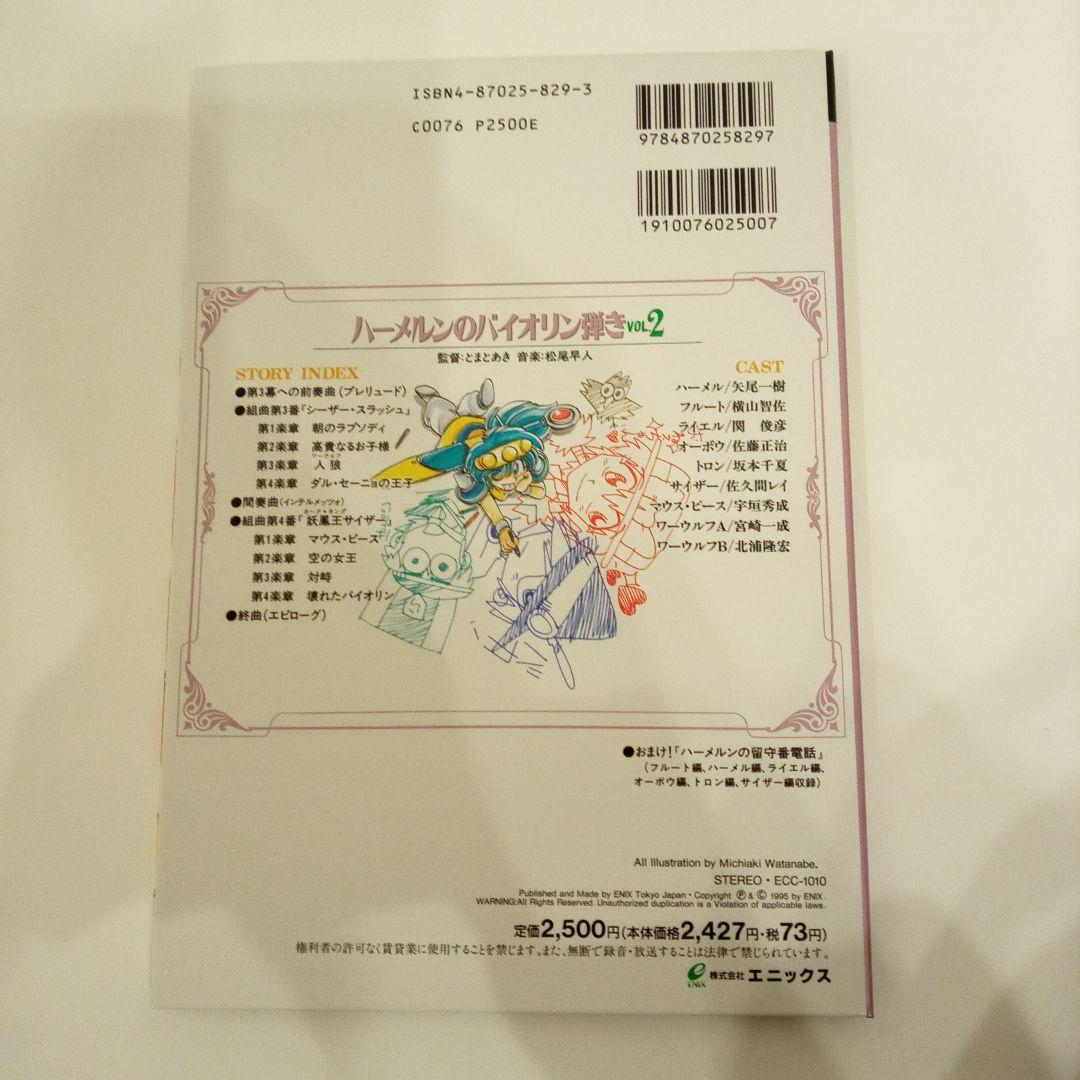 ISBN4-87025-829-3
C0076 P2500E
9784870258297
1910076025007
ハーメルンのバイオリン弾きVOL.2
監督:とまとあき 音楽:松尾早人
STORY INDEX
●第3幕への前奏曲(プレリュード)
●組曲第3番『シーザー・スラッシュ』
第1楽章 朝のラプソディ
第2楽章 高貴なるお子様
ワーウルフ
第3楽章 人狼
第4楽章 ダル・セーニョの王子
●間奏曲(インテルメッツォ)
ホーク・キング
●組曲第4番『妖鳳王サイザー』
第1楽章 マウス・ピース
第2楽章 空の女王
第3楽章 対峙
第4楽章 壊れたバイオリン
●終曲(エピローグ)
CAST
ハーメル/矢尾一樹
フルート/横山智佐
ライエル/関 俊彦
オーボウ/佐藤正治
トロン/坂本千夏
サイザー/佐久間レイ
マウス・ピース/宇垣秀成
ワーウルフA/宮崎一成
ワーウルフB/北浦隆宏
●おまけ!『ハーメルンの留守番電話』
(フルート編、ハーメル編、ライエル編、
オーボウ編、トロン編、サイザー編収録)
All Illustration by Michiaki Watanabe.
STEREO・ECC-1010
Published and Made by ENIX Tokyo Japan・Copyright Ⓟ & Ⓒ 1995 by ENIX.
WARNING:All Rights Reserved.Unauthorized duplication is a Violation of applicable laws.
定価2,500円(本体価格2,427円・税73円)
権利者の許可なく賃貸業に使用することを禁じます。また、無断で録音・放送することは法律で禁じられています。
ENIX 株式会社 エニックス